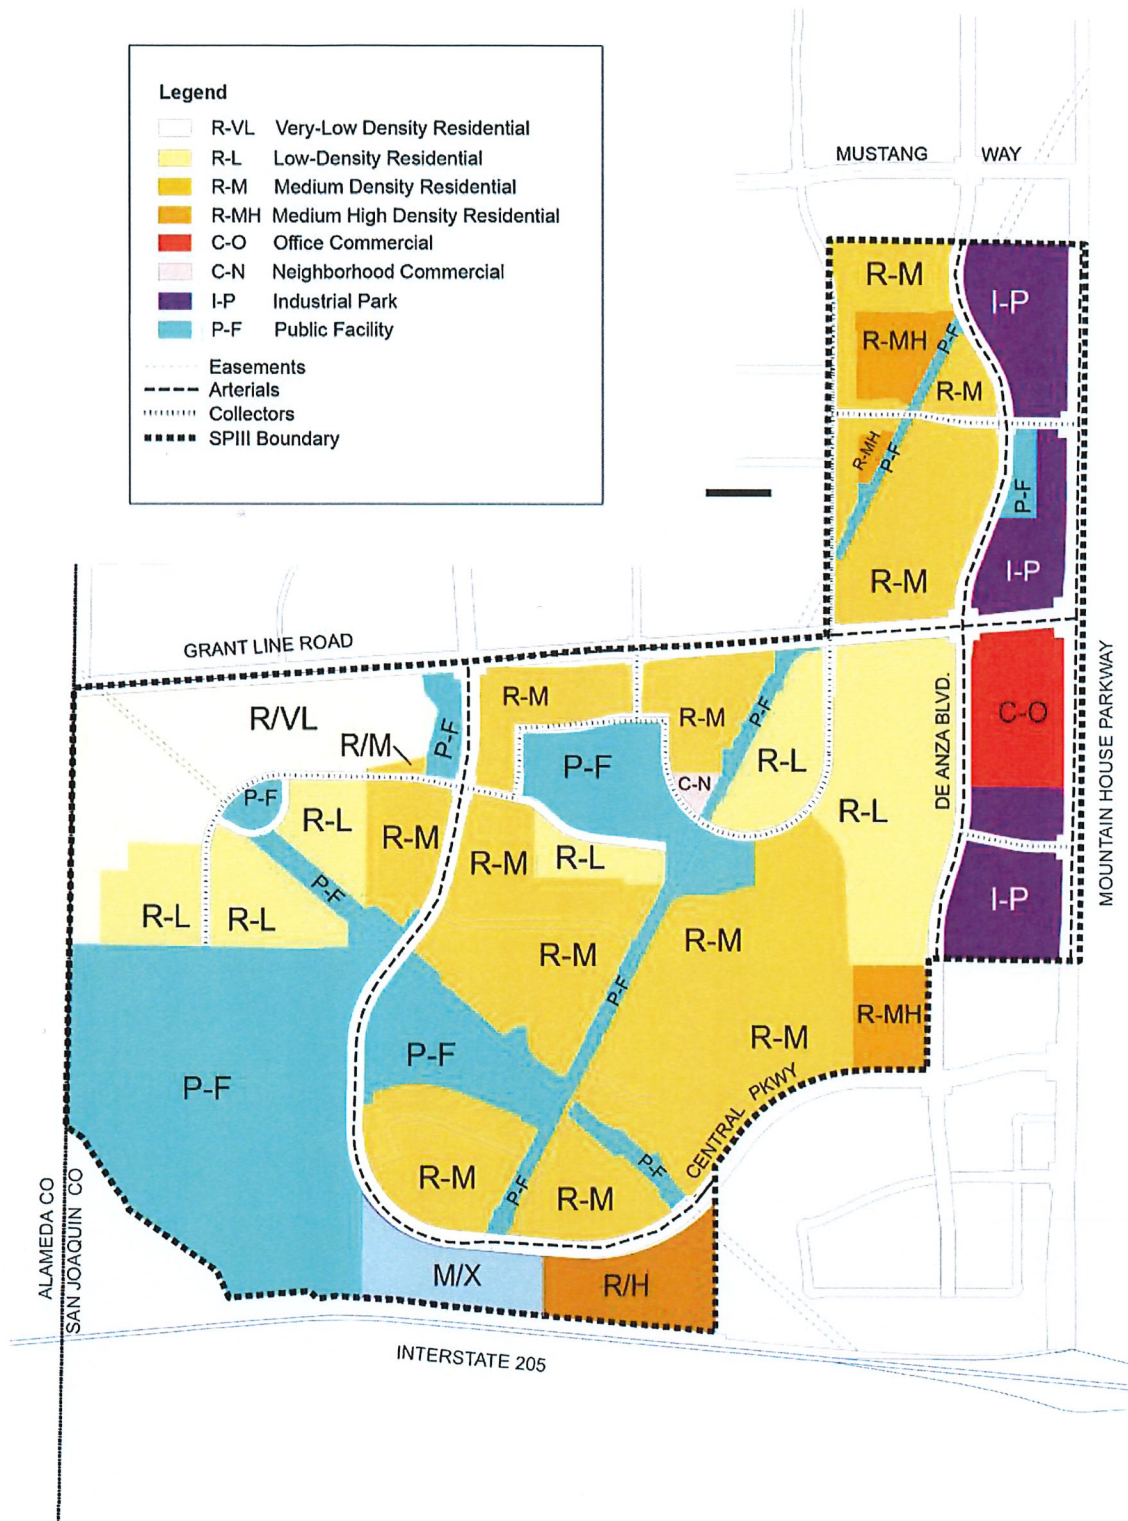 Legend
R-VL Very-Low Density Residential
R-L Low-Density Residential
R-M Medium Density Residential
R-MH Medium High Density Residential
C-O Office Commercial
C-N Neighborhood Commercial
I-P Industrial Park
P-F Public Facility
Easements
Arterials
Collectors
SPIII Boundary
MUSTANG WAY
R-M
I-P
R-MH
P-F
R-M
R-MH
P-F
P-F
R-M
I-P
GRANT LINE ROAD
R/VL
R/M
P-F
R-M
R-M
P-F
P-F
C-N
R-L
R-L
DE ANZA BLVD.
C-O
MOUNTAIN HOUSE PARKWAY
P-F
R-L
R-M
R-M
R-L
P-F
R-L
R-L
I-P
R-M
R-M
P-F
R-MH
R-M
P-F
P-F
CENTRAL PKWY
R-M
P-F
R-M
P-F
M/X
R/H
ALAMEDA CO
SAN JOAQUIN CO
INTERSTATE 205